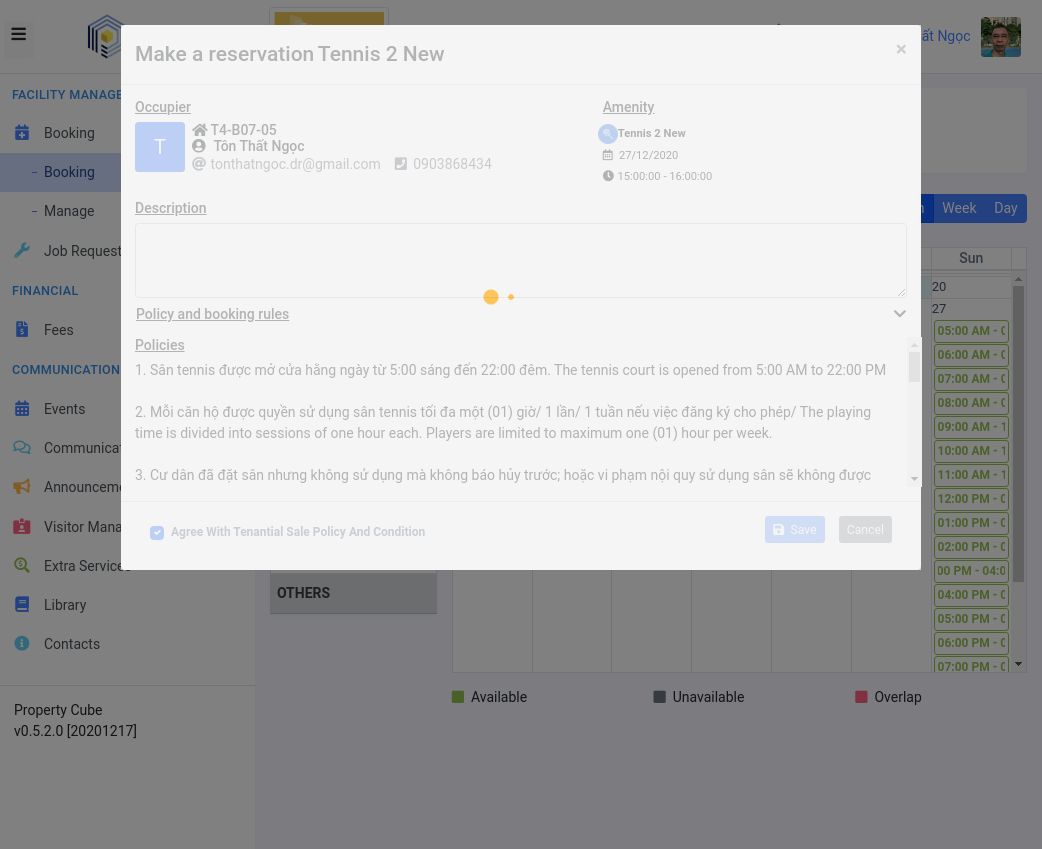 Make a reservation Tennis 2 New
×
ất Ngọc
Occupier
T
T4-B07-05
Tôn Thất Ngọc
tonthatngoc.dr@gmail.com 0903868434
Amenity
Tennis 2 New
27/12/2020
15:00:00 - 16:00:00
Description
Policy and booking rules
Policies
1. Sân tennis được mở cửa hằng ngày từ 5:00 sáng đến 22:00 đêm. The tennis court is opened from 5:00 AM to 22:00 PM
2. Mỗi căn hộ được quyền sử dụng sân tennis tối đa một (01) giờ/ 1 lần/ 1 tuần nếu việc đăng ký cho phép/ The playing
time is divided into sessions of one hour each. Players are limited to maximum one (01) hour per week.
3. Cư dân đã đặt sân nhưng không sử dụng mà không báo hủy trước; hoặc vi phạm nội quy sử dụng sân sẽ không được
Agree With Tenantial Sale Policy And Condition
Save
Cancel
FACILITY MANAGE
Booking
– Booking
– Manage
Job Request
FINANCIAL
Fees
COMMUNICATION
Events
Communicat
Announceme
Visitor Mana
Extra Services
Library
Contacts
Property Cube
v0.5.2.0 [20201217]
OTHERS
Week
Day
Sun
20
27
05:00 AM - 0
06:00 AM - 0
07:00 AM - 0
08:00 AM - 0
09:00 AM - 1
10:00 AM - 1
11:00 AM - 1
12:00 PM - 0
01:00 PM - 0
02:00 PM - 0
00 PM - 04:0
04:00 PM - 0
05:00 PM - 0
06:00 PM - 0
07:00 PM - 0
Available
Unavailable
Overlap